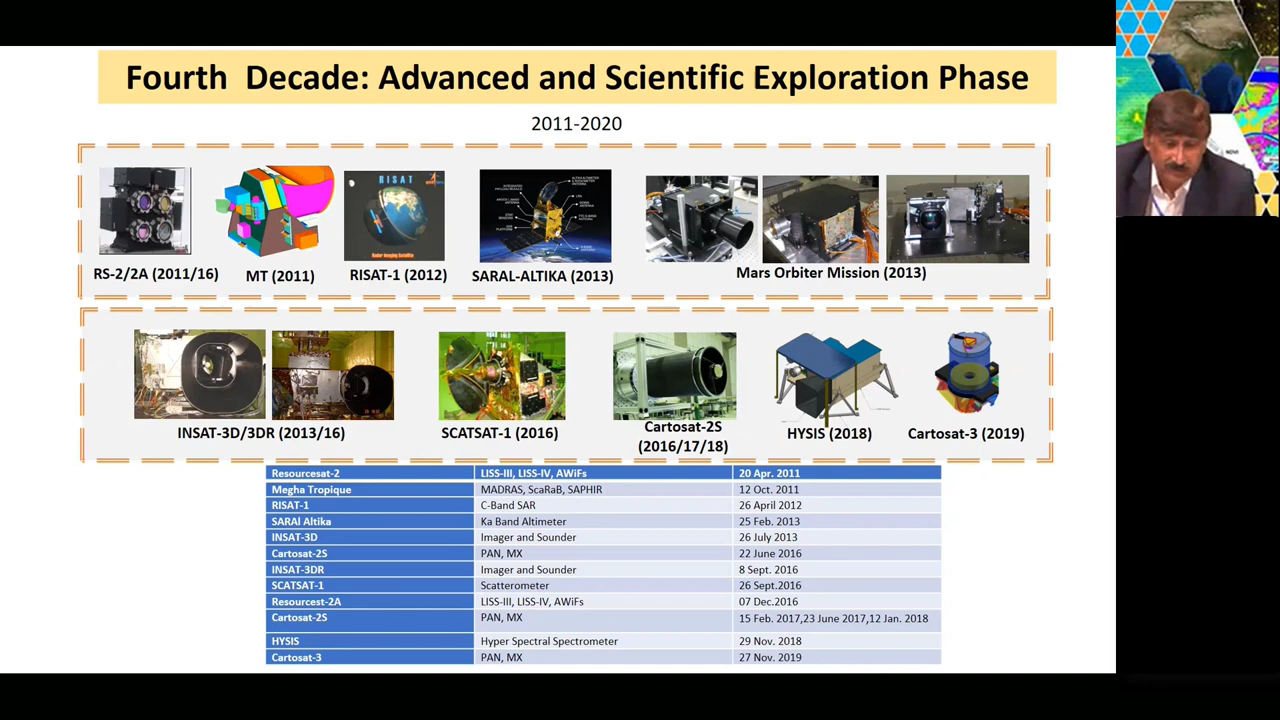 Fourth Decade: Advanced and Scientific Exploration Phase
2011-2020
RISAT
Radar Imaging Satellite
RS-2/2A (2011/16)
MT (2011)
RISAT-1 (2012)
SARAL-ALTIKA (2013)
Mars Orbiter Mission (2013)
INSAT-3D/3DR (2013/16)
SCATSAT-1 (2016)
Cartosat-2S
(2016/17/18)
HYSIS (2018)
Cartosat-3 (2019)
Resourcesat-2 LISS-III, LISS-IV, AWiFs 20 Apr. 2011
Megha Tropique MADRAS, ScaRaB, SAPHIR 12 Oct. 2011
RISAT-1 C-Band SAR 26 April 2012
SARAl Altika Ka Band Altimeter 25 Feb. 2013
INSAT-3D Imager and Sounder 26 July 2013
Cartosat-2S PAN, MX 22 June 2016
INSAT-3DR Imager and Sounder 8 Sept. 2016
SCATSAT-1 Scatterometer 26 Sept.2016
Resourcest-2A LISS-III, LISS-IV, AWiFs 07 Dec.2016
Cartosat-2S PAN, MX 15 Feb. 2017,23 June 2017,12 Jan. 2018
HYSIS Hyper Spectral Spectrometer 29 Nov. 2018
Cartosat-3 PAN, MX 27 Nov. 2019
NDVI